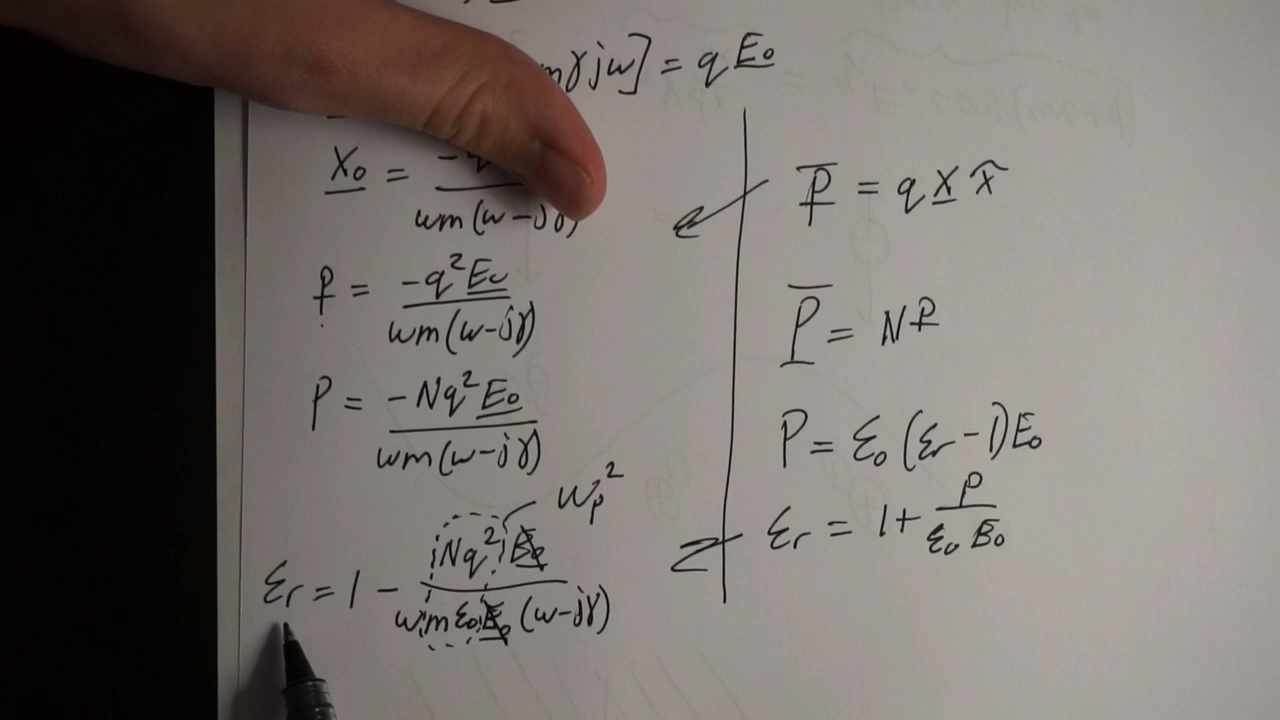 mγjω] = qE₀
X₀ = -q / ωm(ω-jγ)
p = -q²E₀ / ωm(ω-jγ)
P = -Nq²E₀ / ωm(ω-jγ)
ωₚ²
εᵣ = 1 - Nq²E₀ / ωmε₀E₀(ω-jγ)
p̅ = qXx̂
P̅ = Np
P = ε₀(εᵣ-1)E₀
εᵣ = 1+ P / ε₀E₀